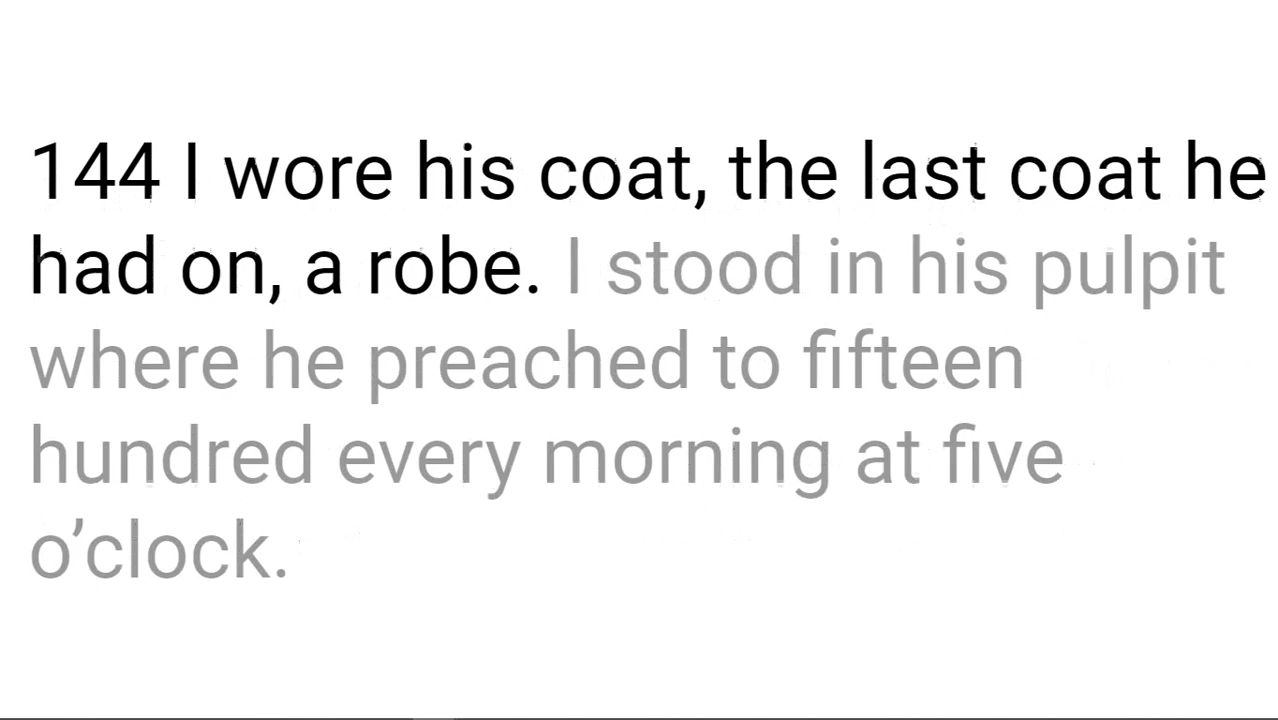 144 I wore his coat, the last coat he
had on, a robe. I stood in his pulpit
where he preached to fifteen
hundred every morning at five
o’clock.